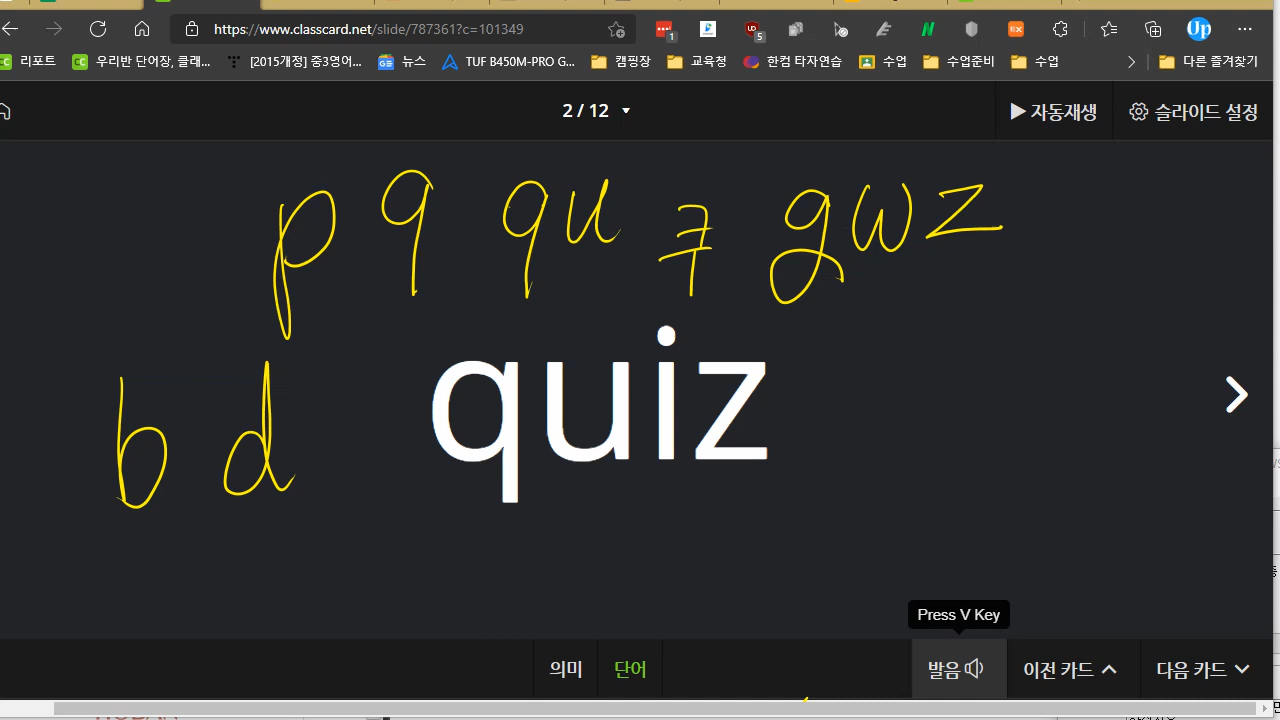 https://www.classcard.net/slide/787361?c=101349
1
5
EX
Up
리포트 우리반 단어장, 클래... [2015개정] 중3영어... 뉴스 TUF B450M-PRO G... 캠핑장 교육청 한컴 타자연습 수업 수업준비 수업 다른 즐겨찾기
2 / 12 자동재생 슬라이드 설정
p q qu ㅋ g w z
ㅜ
quiz
b d
Press V Key
의미 단어 발음 이전 카드 다음 카드